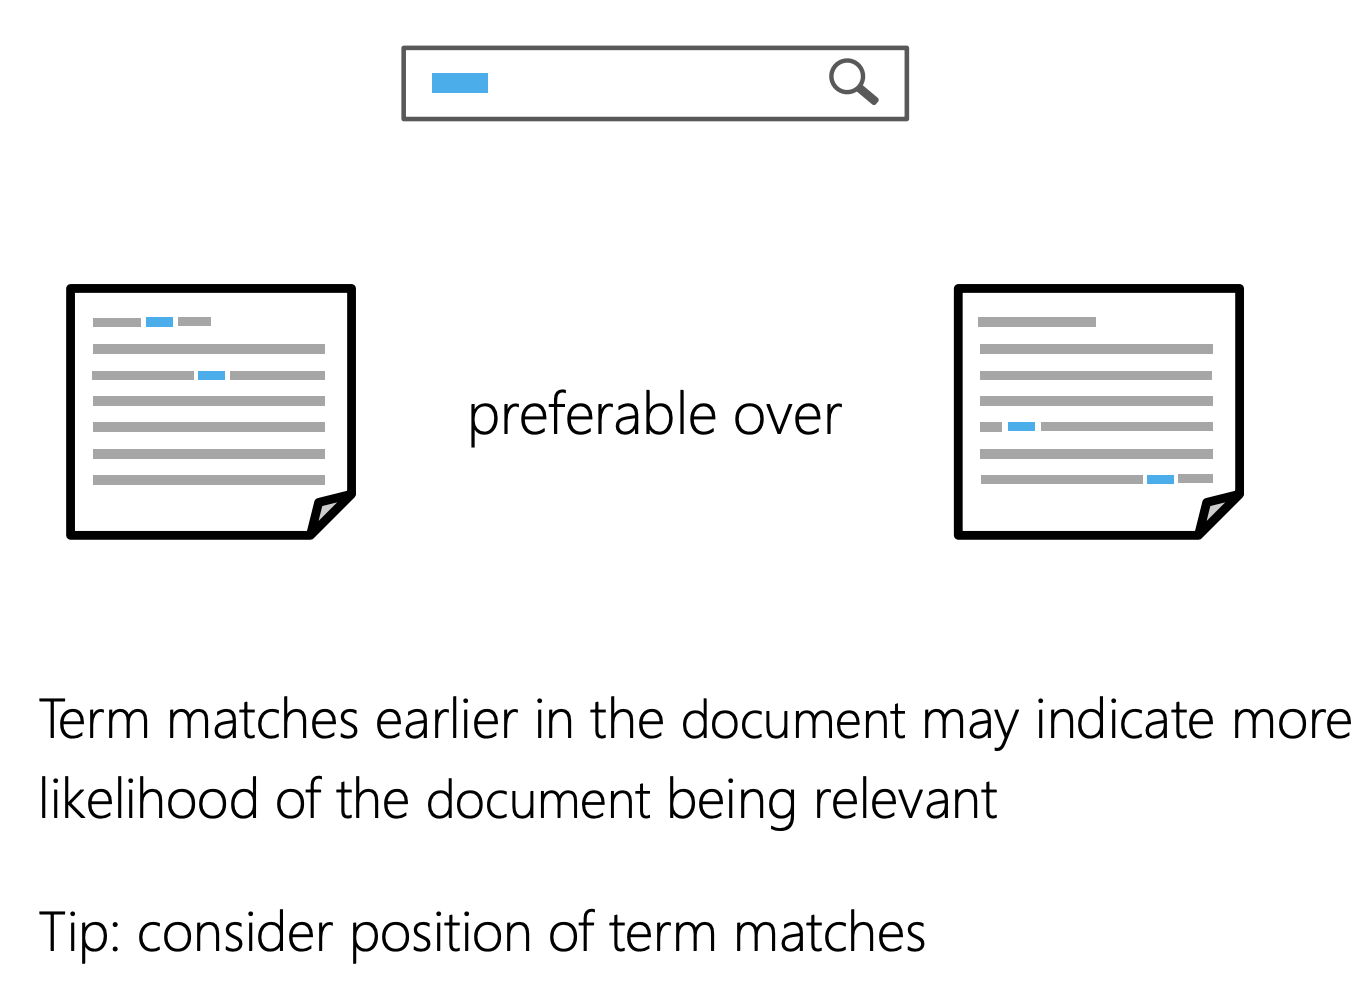 preferable over
Term matches earlier in the document may indicate more
likelihood of the document being relevant
Tip: consider position of term matches